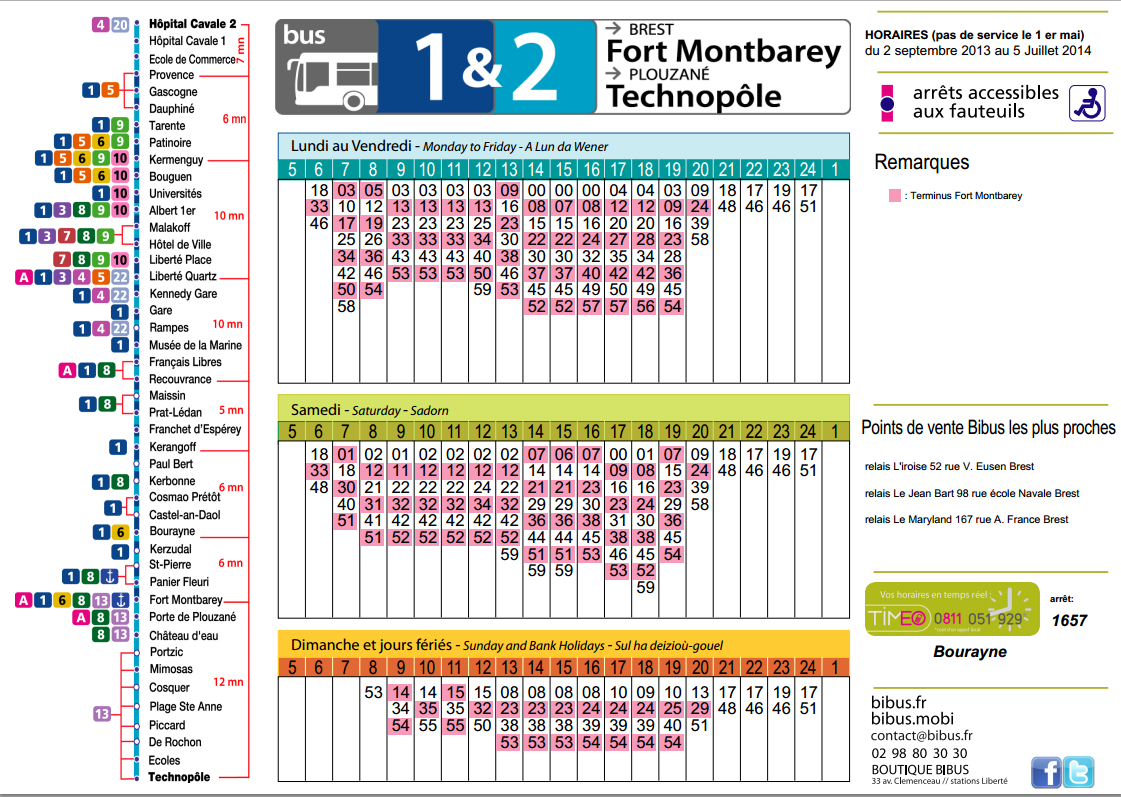 4 20 Hôpital Cavale 2
Hôpital Cavale 1
Ecole de Commerce
7 mn
Provence
1 5 Gascogne
Dauphiné
6 mn
1 9 Tarente
1 5 6 9 Patinoire
1 5 6 9 10 Kermenguy
1 5 6 10 Bouguen
1 10 Universités
1 3 8 9 10 Albert 1er
10 mn
Malakoff
1 3 7 8 9
Hôtel de Ville
7 8 9 10 Liberté Place
A 1 3 4 5 22 Liberté Quartz
1 4 22 Kennedy Gare
1 Gare
1 4 22 Rampes
10 mn
1 Musée de la Marine
Français Libres
A 1 8
Recouvrance
Maissin
1 8
Prat-Lédan
5 mn
Franchet d'Espérey
1 Kerangoff
Paul Bert
1 8 Kerbonne
6 mn
Cosmao Prétôt
1
Castel-an-Daol
1 6 Bourayne
1 Kerzudal
St-Pierre
6 mn
1 8
Panier Fleuri
A 1 6 8 13 Fort Montbarey
A 8 13 Porte de Plouzané
8 13 Château d'eau
Portzic
Mimosas
Cosquer
12 mn
Plage Ste Anne
13
Piccard
De Rochon
Ecoles
Technopôle
bus
1 & 2
BREST
Fort Montbarey
PLOUZANÉ
Technopôle
Lundi au Vendredi - Monday to Friday - A Lun da Wener
5 6 7 8 9 10 11 12 13 14 15 16 17 18 19 20 21 22 23 24 1
18 03 05 03 03 03 03 09 00 00 00 04 04 03 09 18 17 19 17
33 10 12 13 13 13 13 16 08 07 08 12 12 09 24 48 46 46 51
46 17 19 23 23 25 23 23 15 15 16 20 20 16 39
25 26 33 33 33 34 30 22 22 24 27 28 23 58
34 36 43 43 43 40 38 30 30 32 35 34 28
42 46 53 53 53 50 46 37 37 40 42 42 36
50 54 59 53 45 45 49 50 49 45
58 52 52 57 57 56 54
Samedi - Saturday - Sadorn
5 6 7 8 9 10 11 12 13 14 15 16 17 18 19 20 21 22 23 24 1
18 01 02 01 02 02 02 02 07 06 07 00 01 07 09 18 17 19 17
33 18 12 11 12 12 12 12 14 14 14 09 08 15 24 48 46 46 51
48 30 21 22 22 22 24 22 21 21 23 16 16 23 39
40 31 32 32 32 34 32 29 29 30 23 24 29 58
51 41 42 42 42 42 42 36 36 38 31 30 36
51 52 52 52 52 52 44 44 45 38 38 45
59 51 51 53 46 45 54
59 59 53 52
59
Dimanche et jours fériés - Sunday and Bank Holidays - Sul ha deizioù-gouel
5 6 7 8 9 10 11 12 13 14 15 16 17 18 19 20 21 22 23 24 1
53 14 14 15 15 08 08 08 08 10 09 10 13 17 17 19 17
34 35 35 32 23 23 23 23 24 23 24 29 48 46 46 51
54 55 55 50 38 38 38 38 39 39 40 51
53 53 53 54 54 54 54
HORAIRES (pas de service le 1 er mai)
du 2 septembre 2013 au 5 Juillet 2014
arrêts accessibles
aux fauteuils
Remarques
: Terminus Fort Montbarey
Points de vente Bibus les plus proches
relais L'iroise 52 rue V. Eusen Brest
relais Le Jean Bart 98 rue école Navale Brest
relais Le Maryland 167 rue A. France Brest
Vos horaires en temps réel :
TIMEO 0811 051 929*
*coût d'un appel local
arrêt:
1657
Bourayne
bibus.fr
bibus.mobi
contact@bibus.fr
02 98 80 30 30
BOUTIQUE BIBUS
33 av. Clemenceau // stations Liberté
f t